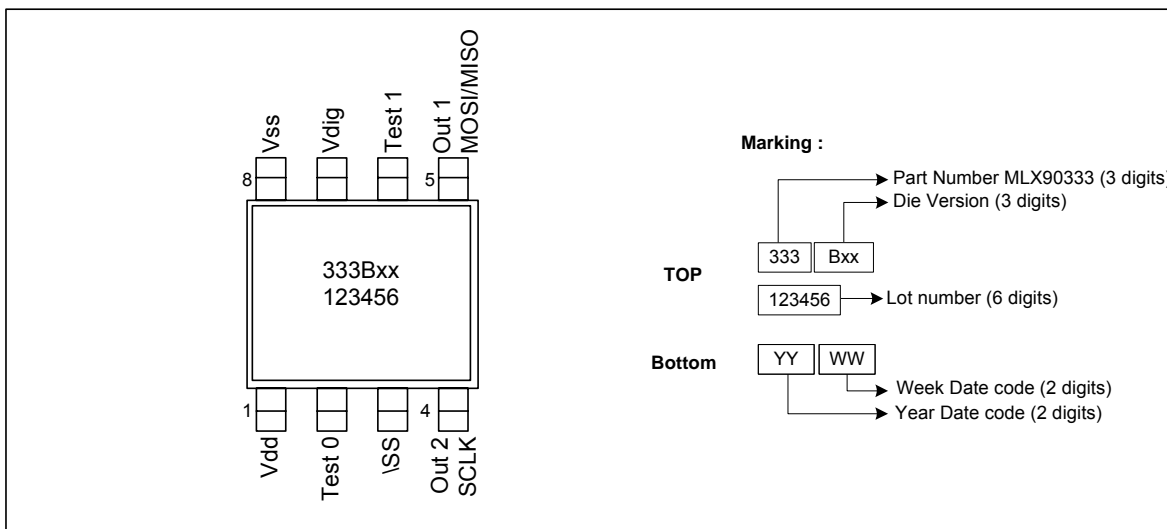 Vss
Vdig
Test 1
Out 1
MOSI/MISO
8
5
333Bxx
123456
1
4
Vdd
Test 0
\SS
Out 2
SCLK
Marking :
Part Number MLX90333 (3 digits)
Die Version (3 digits)
TOP
333 Bxx
123456 Lot number (6 digits)
Bottom
YY WW
Week Date code (2 digits)
Year Date code (2 digits)